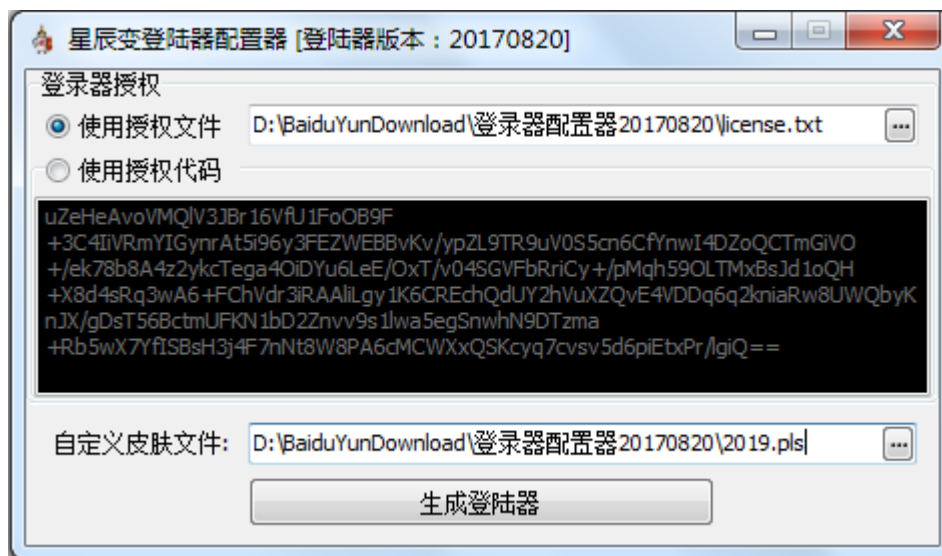 星辰变登陆器配置器 [登陆器版本：20170820]
登录器授权
使用授权文件 D:\BaiduYunDownload\登录器配置器20170820\license.txt ...
使用授权代码
uZeHeAvoVMQlV3JBr16VfU1FoOB9F
+3C4IiVRmYIGynrAt5i96y3FEZWEBBvKv/ypZL9TR9uV0S5cn6CfYnwI4DZoQCTmGiVO
+/ek78b8A4z2ykcTega4OiDYu6LeE/OxT/v04SGVFbRriCy+/pMqh59OLTMxBsJd1oQH
+X8d4sRq3wA6+FChVdr3iRAAliLgy1K6CREchQdUY2hVuXZQvE4VDDq6q2kniaRw8UWQbyK
nJX/gDsT56BctmUFKN1bD2Znvv9s1lwa5egSnwhN9DTzma
+Rb5wX7YfISBsH3j4F7nNt8W8PA6cMCWXxQSKcyq7cvsv5d6piEtxPr/lgiQ==
自定义皮肤文件: D:\BaiduYunDownload\登录器配置器20170820\2019.pls ...
生成登陆器